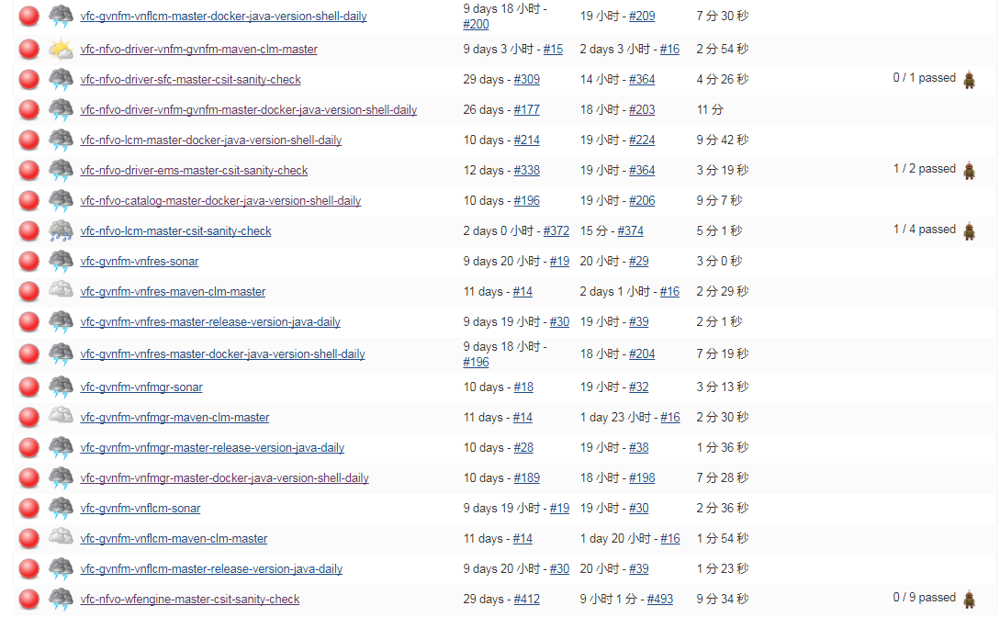 vfc-gvnfm-vnflcm-master-docker-java-version-shell-daily 9 days 18 小时 - #200 19 小时 - #209 7 分 30 秒
vfc-nfvo-driver-vnfm-gvnfm-maven-clm-master 9 days 3 小时 - #15 2 days 3 小时 - #16 2 分 54 秒
vfc-nfvo-driver-sfc-master-csit-sanity-check 29 days - #309 14 小时 - #364 4 分 26 秒 0 / 1 passed
vfc-nfvo-driver-vnfm-gvnfm-master-docker-java-version-shell-daily 26 days - #177 18 小时 - #203 11 分
vfc-nfvo-lcm-master-docker-java-version-shell-daily 10 days - #214 19 小时 - #224 9 分 42 秒
vfc-nfvo-driver-ems-master-csit-sanity-check 12 days - #338 19 小时 - #364 3 分 19 秒 1 / 2 passed
vfc-nfvo-catalog-master-docker-java-version-shell-daily 10 days - #196 19 小时 - #206 9 分 7 秒
vfc-nfvo-lcm-master-csit-sanity-check 2 days 0 小时 - #372 15 分 - #374 5 分 1 秒 1 / 4 passed
vfc-gvnfm-vnfres-sonar 9 days 20 小时 - #19 20 小时 - #29 3 分 0 秒
vfc-gvnfm-vnfres-maven-clm-master 11 days - #14 2 days 1 小时 - #16 2 分 29 秒
vfc-gvnfm-vnfres-master-release-version-java-daily 9 days 19 小时 - #30 19 小时 - #39 2 分 1 秒
vfc-gvnfm-vnfres-master-docker-java-version-shell-daily 9 days 18 小时 - #196 18 小时 - #204 7 分 19 秒
vfc-gvnfm-vnfmgr-sonar 10 days - #18 19 小时 - #32 3 分 13 秒
vfc-gvnfm-vnfmgr-maven-clm-master 11 days - #14 1 day 23 小时 - #16 2 分 30 秒
vfc-gvnfm-vnfmgr-master-release-version-java-daily 10 days - #28 19 小时 - #38 1 分 36 秒
vfc-gvnfm-vnfmgr-master-docker-java-version-shell-daily 10 days - #189 18 小时 - #198 7 分 28 秒
vfc-gvnfm-vnflcm-sonar 9 days 19 小时 - #19 19 小时 - #30 2 分 36 秒
vfc-gvnfm-vnflcm-maven-clm-master 11 days - #14 1 day 20 小时 - #16 1 分 54 秒
vfc-gvnfm-vnflcm-master-release-version-java-daily 9 days 20 小时 - #30 20 小时 - #39 1 分 23 秒
vfc-nfvo-wfengine-master-csit-sanity-check 29 days - #412 9 小时 1 分 - #493 9 分 34 秒 0 / 9 passed